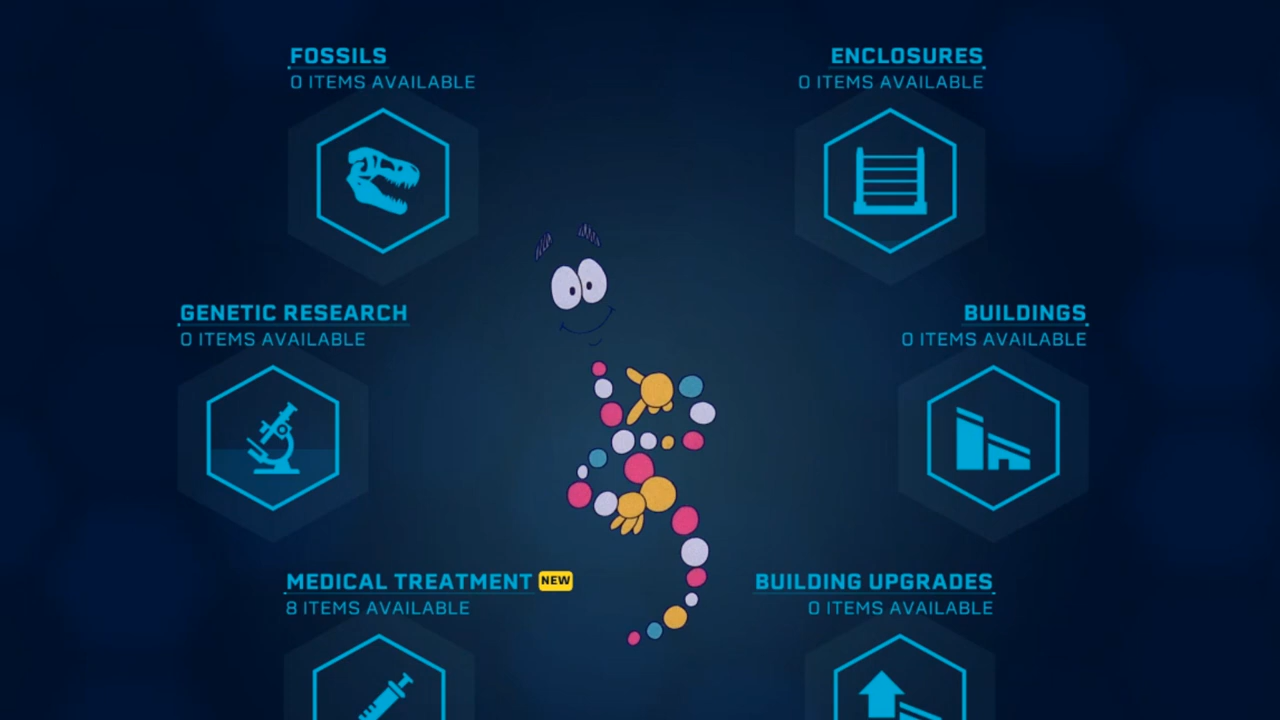 FOSSILS
0 ITEMS AVAILABLE
ENCLOSURES
0 ITEMS AVAILABLE
GENETIC RESEARCH
0 ITEMS AVAILABLE
BUILDINGS
0 ITEMS AVAILABLE
MEDICAL TREATMENT NEW
8 ITEMS AVAILABLE
BUILDING UPGRADES
0 ITEMS AVAILABLE